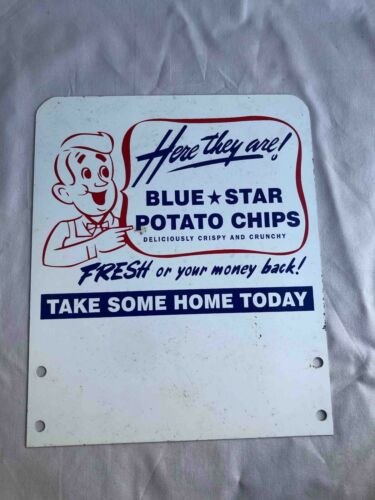 Here they are!
BLUE★STAR
POTATO CHIPS
DELICIOUSLY CRISPY AND CRUNCHY
FRESH or your money back!
TAKE SOME HOME TODAY